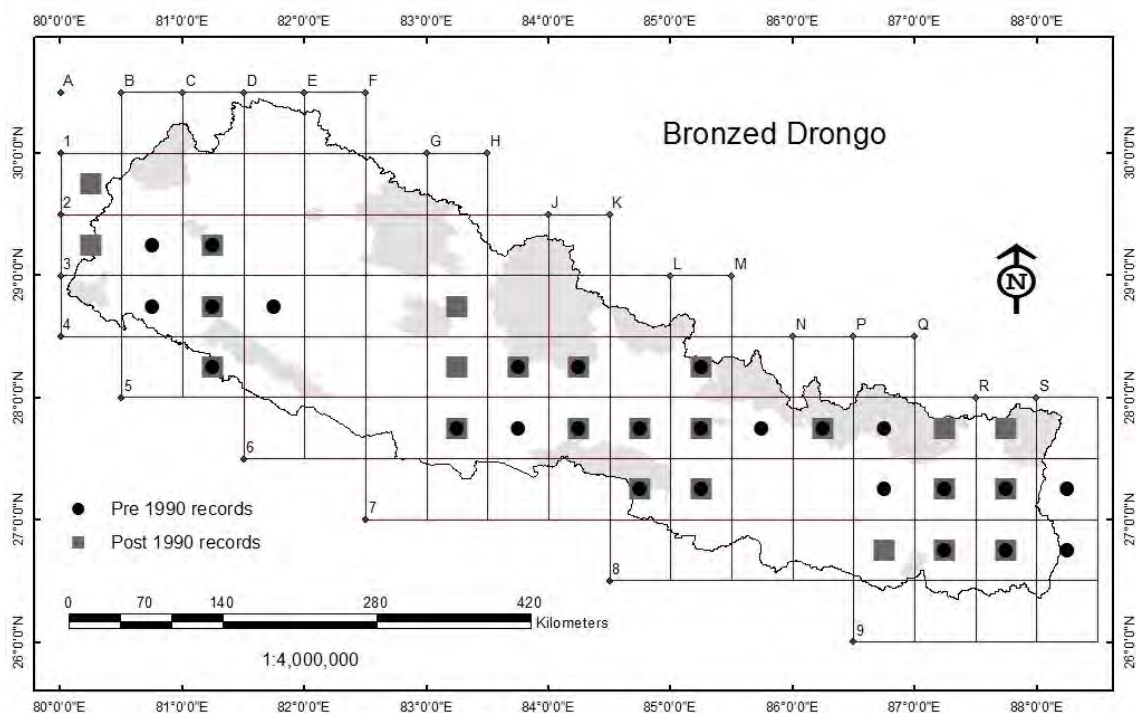 80°0'0"E 81°0'0"E 82°0'0"E 83°0'0"E 84°0'0"E 85°0'0"E 86°0'0"E 87°0'0"E 88°0'0"E
A B C D E F
Bronzed Drongo
30°0'0"N 1 G H 30°0'0"N
2 J K
29°0'0"N 3 L M N 29°0'0"N
4 N P Q
28°0'0"N 5 R S 28°0'0"N
6
Pre 1990 records
27°0'0"N 7 27°0'0"N
Post 1990 records
8
0 70 140 280 420
Kilometers
26°0'0"N 9 26°0'0"N
1:4,000,000
80°0'0"E 81°0'0"E 82°0'0"E 83°0'0"E 84°0'0"E 85°0'0"E 86°0'0"E 87°0'0"E 88°0'0"E